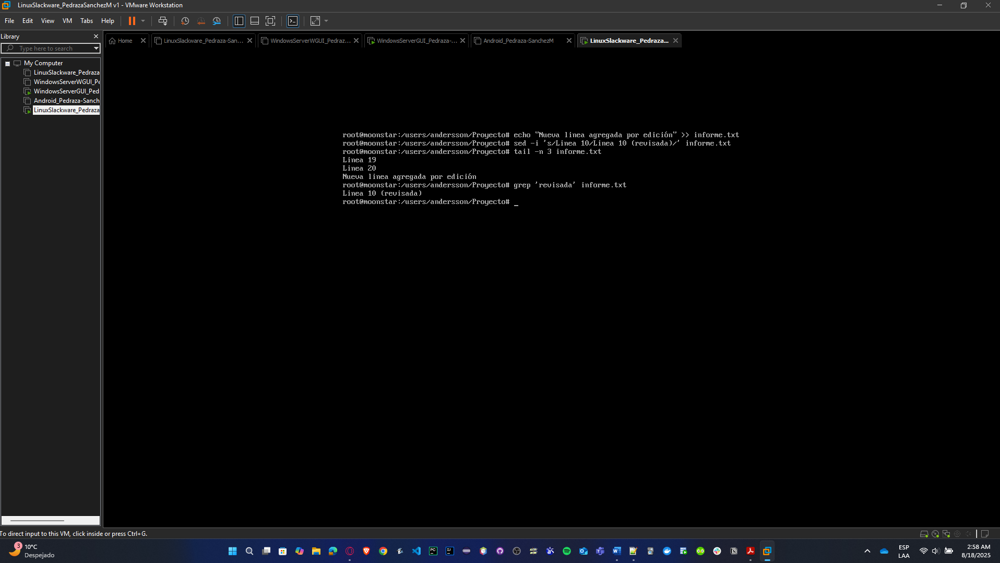 LinuxSlackware_PedrazaSanchezM v1 - VMware Workstation
File Edit View VM Tabs Help
Library
Type here to search
My Computer
LinuxSlackware_Pedraza
WindowsServerWGUI_Pe
WindowsServerGUI_Ped
Android_Pedraza-Sanch
LinuxSlackware_Pedraza
Home
LinuxSlackware_Pedraza-San...
WindowsServerWGUI_Pedraz...
WindowsServerGUI_Pedraza-...
Android_Pedraza-SanchezM
LinuxSlackware_Pedraza...
root@moonstar:/users/andersson/Proyecto# echo "Nueva linea agregada por edición" >> informe.txt
root@moonstar:/users/andersson/Proyecto# sed -i 's/Linea 10/Linea 10 (revisada)/' informe.txt
root@moonstar:/users/andersson/Proyecto# tail -n 3 informe.txt
Linea 19
Linea 20
Nueva linea agregada por edición
root@moonstar:/users/andersson/Proyecto# grep 'revisada' informe.txt
Linea 10 (revisada)
root@moonstar:/users/andersson/Proyecto# _
To direct input to this VM, click inside or press Ctrl+G.
3
10°C
Despejado
PC
IJ
ESP
LAA
2:58 AM
8/18/2025